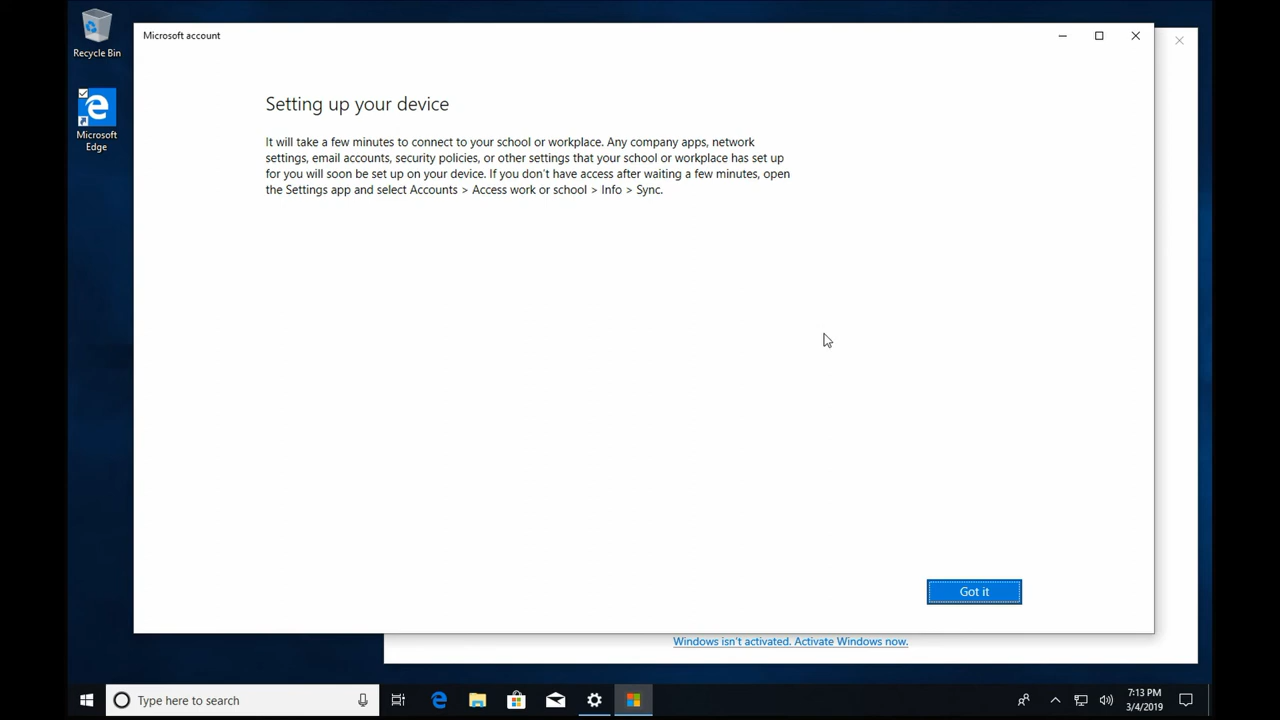 Recycle Bin
Microsoft
Edge
Microsoft account
Setting up your device
It will take a few minutes to connect to your school or workplace. Any company apps, network
settings, email accounts, security policies, or other settings that your school or workplace has set up
for you will soon be set up on your device. If you don't have access after waiting a few minutes, open
the Settings app and select Accounts > Access work or school > Info > Sync.
Got it
Windows isn't activated. Activate Windows now.
Type here to search
7:13 PM
3/4/2019